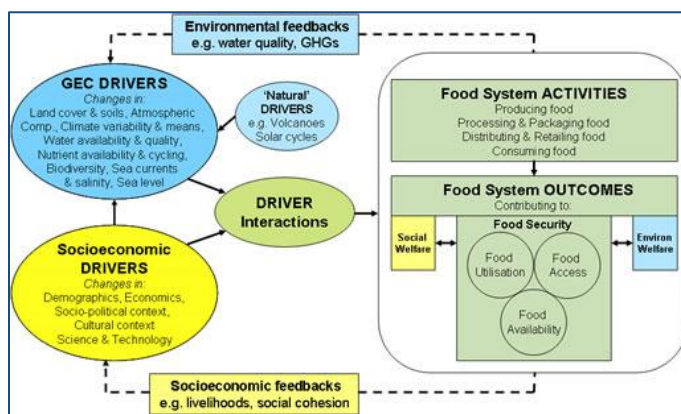 Environmental feedbacks
e.g. water quality, GHGs
GEC DRIVERS
Changes in:
Land cover & soils, Atmospheric
Comp., Climate variability & means,
Water availability & quality,
Nutrient availability & cycling,
Biodiversity, Sea currents
& salinity, Sea level
‘Natural’
DRIVERS
e.g. Volcanoes
Solar cycles
DRIVER
Interactions
Socioeconomic
DRIVERS
Changes in:
Demographics, Economics,
Socio-political context,
Cultural context
Science & Technology
Food System ACTIVITIES
Producing food
Processing & Packaging food
Distributing & Retailing food
Consuming food
Food System OUTCOMES
Contributing to:
Social
Welfare
Food Security
Food
Utilisation
Food
Access
Food
Availability
Environ
Welfare
Socioeconomic feedbacks
e.g. livelihoods, social cohesion